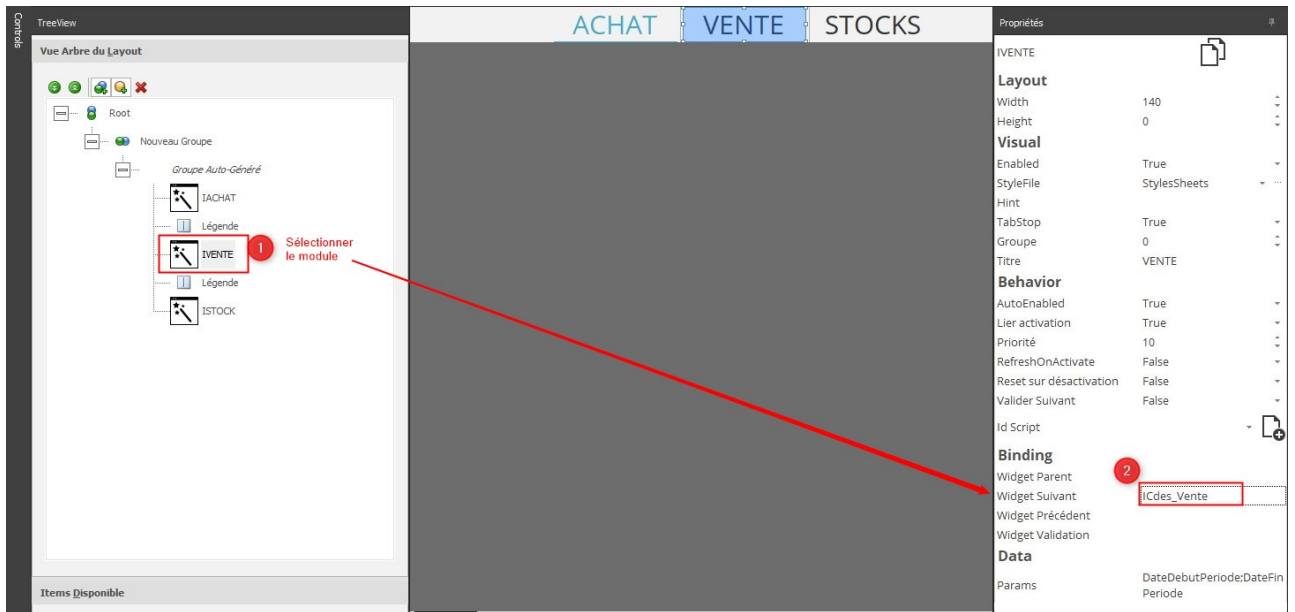 Controls
TreeView
Vue Arbre du Layout
Root
Nouveau Groupe
Groupe Auto-Généré
IACHAT
Légende
IVENTE
1
Sélectionner
le module
Légende
ISTOCK
Items Disponible
ACHAT VENTE STOCKS
Propriétés
IVENTE
Layout
Width 140
Height 0
Visual
Enabled True
StyleFile StylesSheets ...
Hint
TabStop True
Groupe 0
Titre VENTE
Behavior
AutoEnabled True
Lier activation True
Priorité 10
RefreshOnActivate False
Reset sur désactivation False
Valider Suivant False
Id Script
Binding
Widget Parent
2
Widget Suivant ICdes_Vente
Widget Précédent
Widget Validation
Data
Params DateDebutPeriode;DateFin
Periode